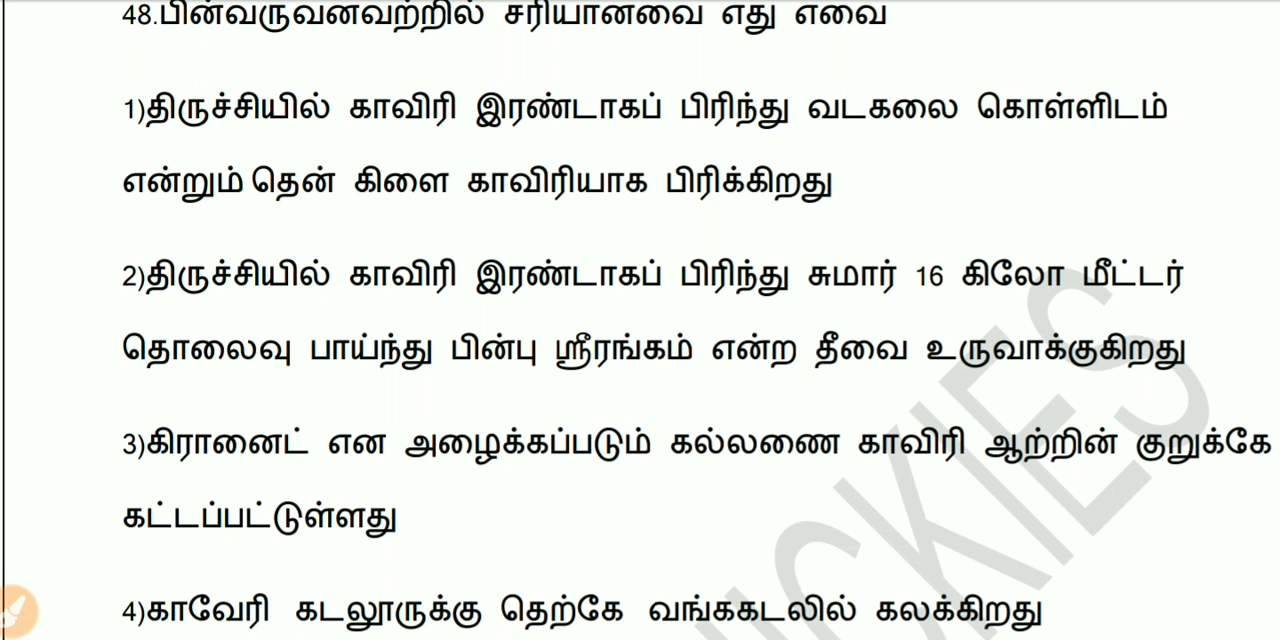 48.பின்வருவனவற்றில் சரியானவை எது எவை
1)திருச்சியில் காவிரி இரண்டாகப் பிரிந்து வடகலை கொள்ளிடம்
என்றும் தென் கிளை காவிரியாக பிரிக்கிறது
2)திருச்சியில் காவிரி இரண்டாகப் பிரிந்து சுமார் 16 கிலோ மீட்டர்
தொலைவு பாய்ந்து பின்பு ஸ்ரீரங்கம் என்ற தீவை உருவாக்குகிறது
3)கிரானைட் என அழைக்கப்படும் கல்லணை காவிரி ஆற்றின் குறுக்கே
கட்டப்பட்டுள்ளது
4)காவேரி கடலூருக்கு தெற்கே வங்ககடலில் கலக்கிறது